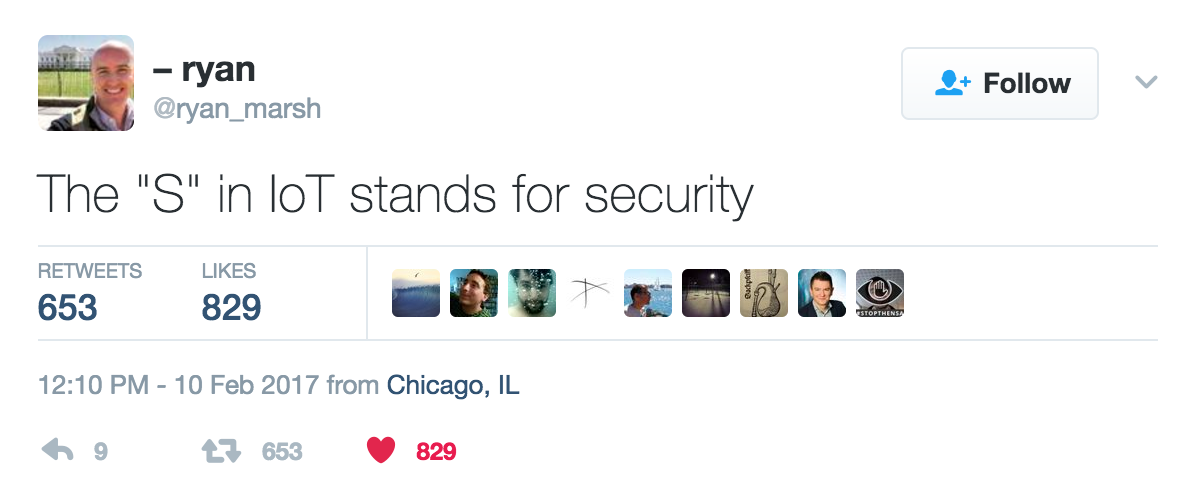 – ryan
@ryan_marsh
Follow
The "S" in IoT stands for security
RETWEETS
653
LIKES
829
#STOPTHENSA
12:10 PM - 10 Feb 2017 from Chicago, IL
9
653
829